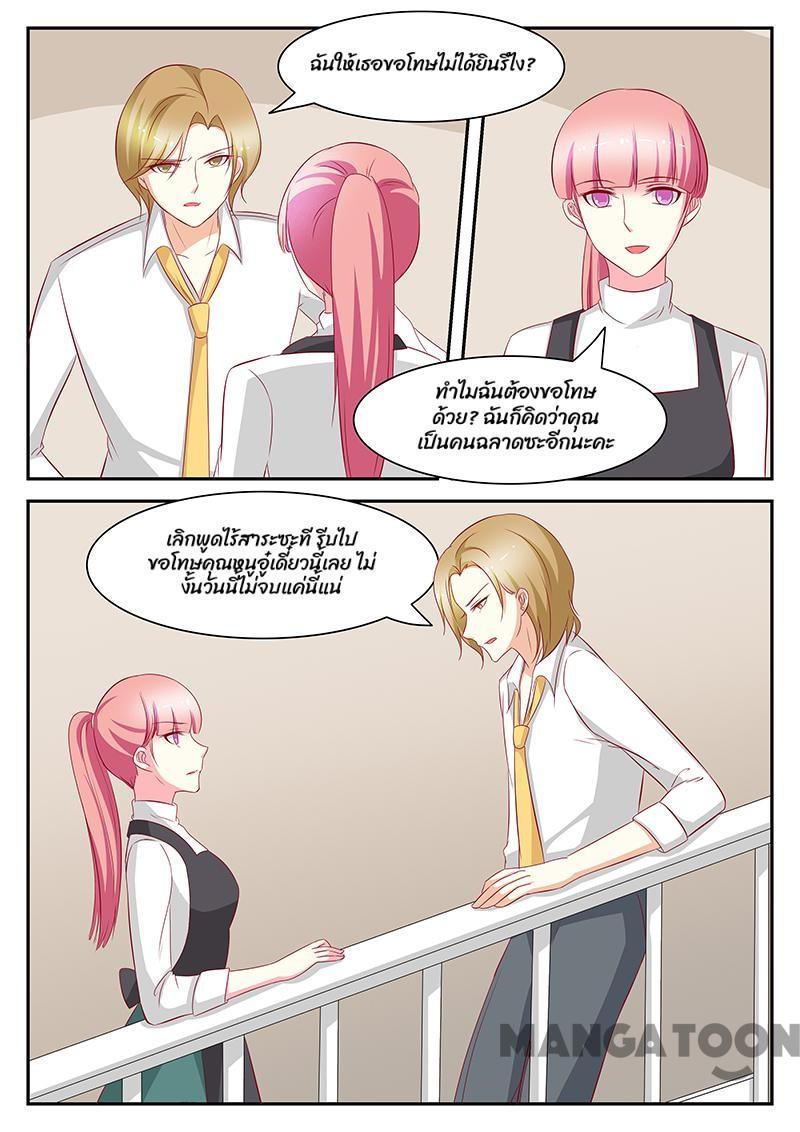 ฉันให้เธอขอโทษไม่ได้ยินรึไง?
ทำไมฉันต้องขอโทษ
ด้วย? ฉันก็คิดว่าคุณ
เป็นคนฉลาดซะอีกนะคะ
เลิกพูดไร้สาระซะที รีบไป
ขอโทษคุณหนูอู๋เดี๋ยวนี้เลย ไม่
งั้นวันนี้ไม่จบแค่นี้แน่
MANGATOON